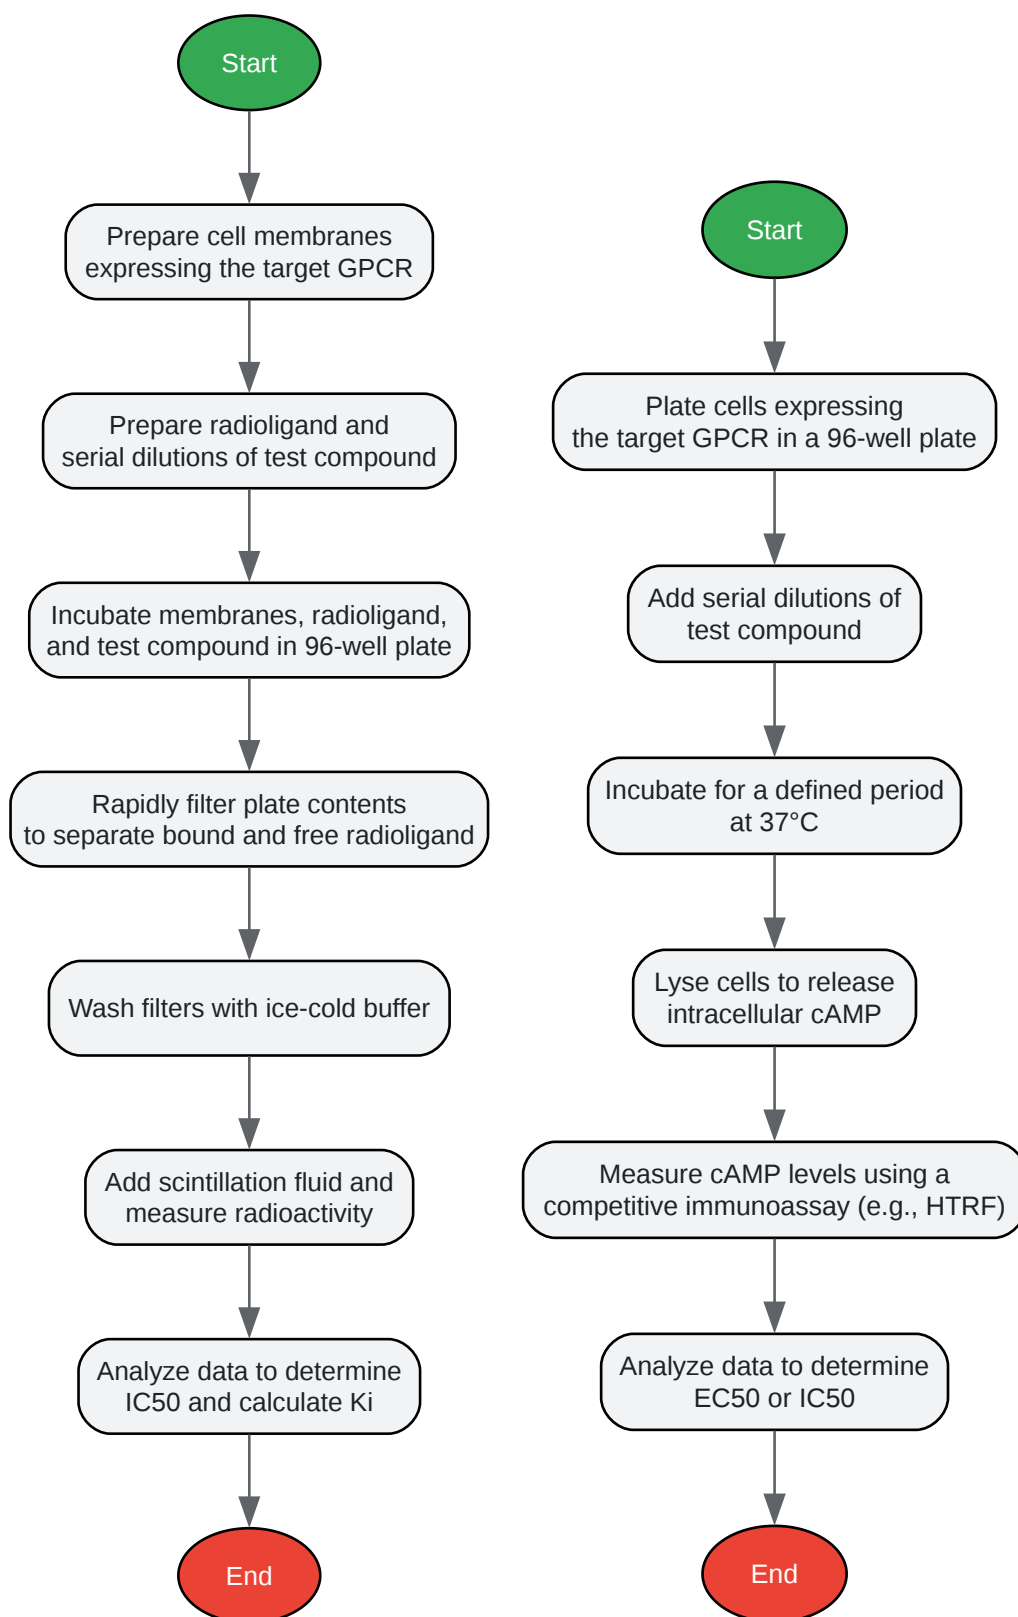 Start
Prepare cell membranes
expressing the target GPCR
Prepare radioligand and
serial dilutions of test compound
Incubate membranes, radioligand,
and test compound in 96-well plate
Rapidly filter plate contents
to separate bound and free radioligand
Wash filters with ice-cold buffer
Add scintillation fluid and
measure radioactivity
Analyze data to determine
IC50 and calculate Ki
End
Start
Plate cells expressing
the target GPCR in a 96-well plate
Add serial dilutions of
test compound
Incubate for a defined period
at 37°C
Lyse cells to release
intracellular cAMP
Measure cAMP levels using a
competitive immunoassay (e.g., HTRF)
Analyze data to determine
EC50 or IC50
End